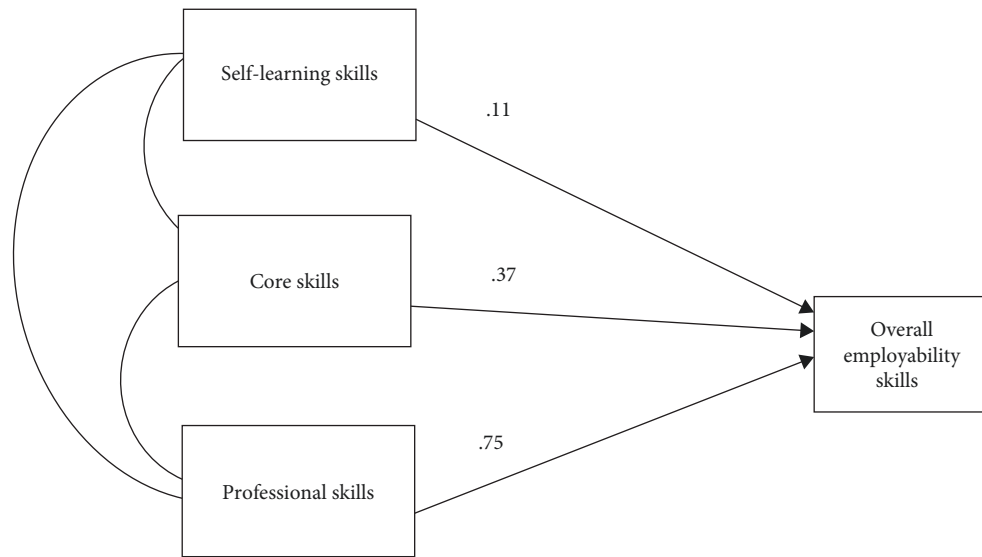 Self-learning skills
.11
Core skills
.37
Overall
employability
skills
.75
Professional skills